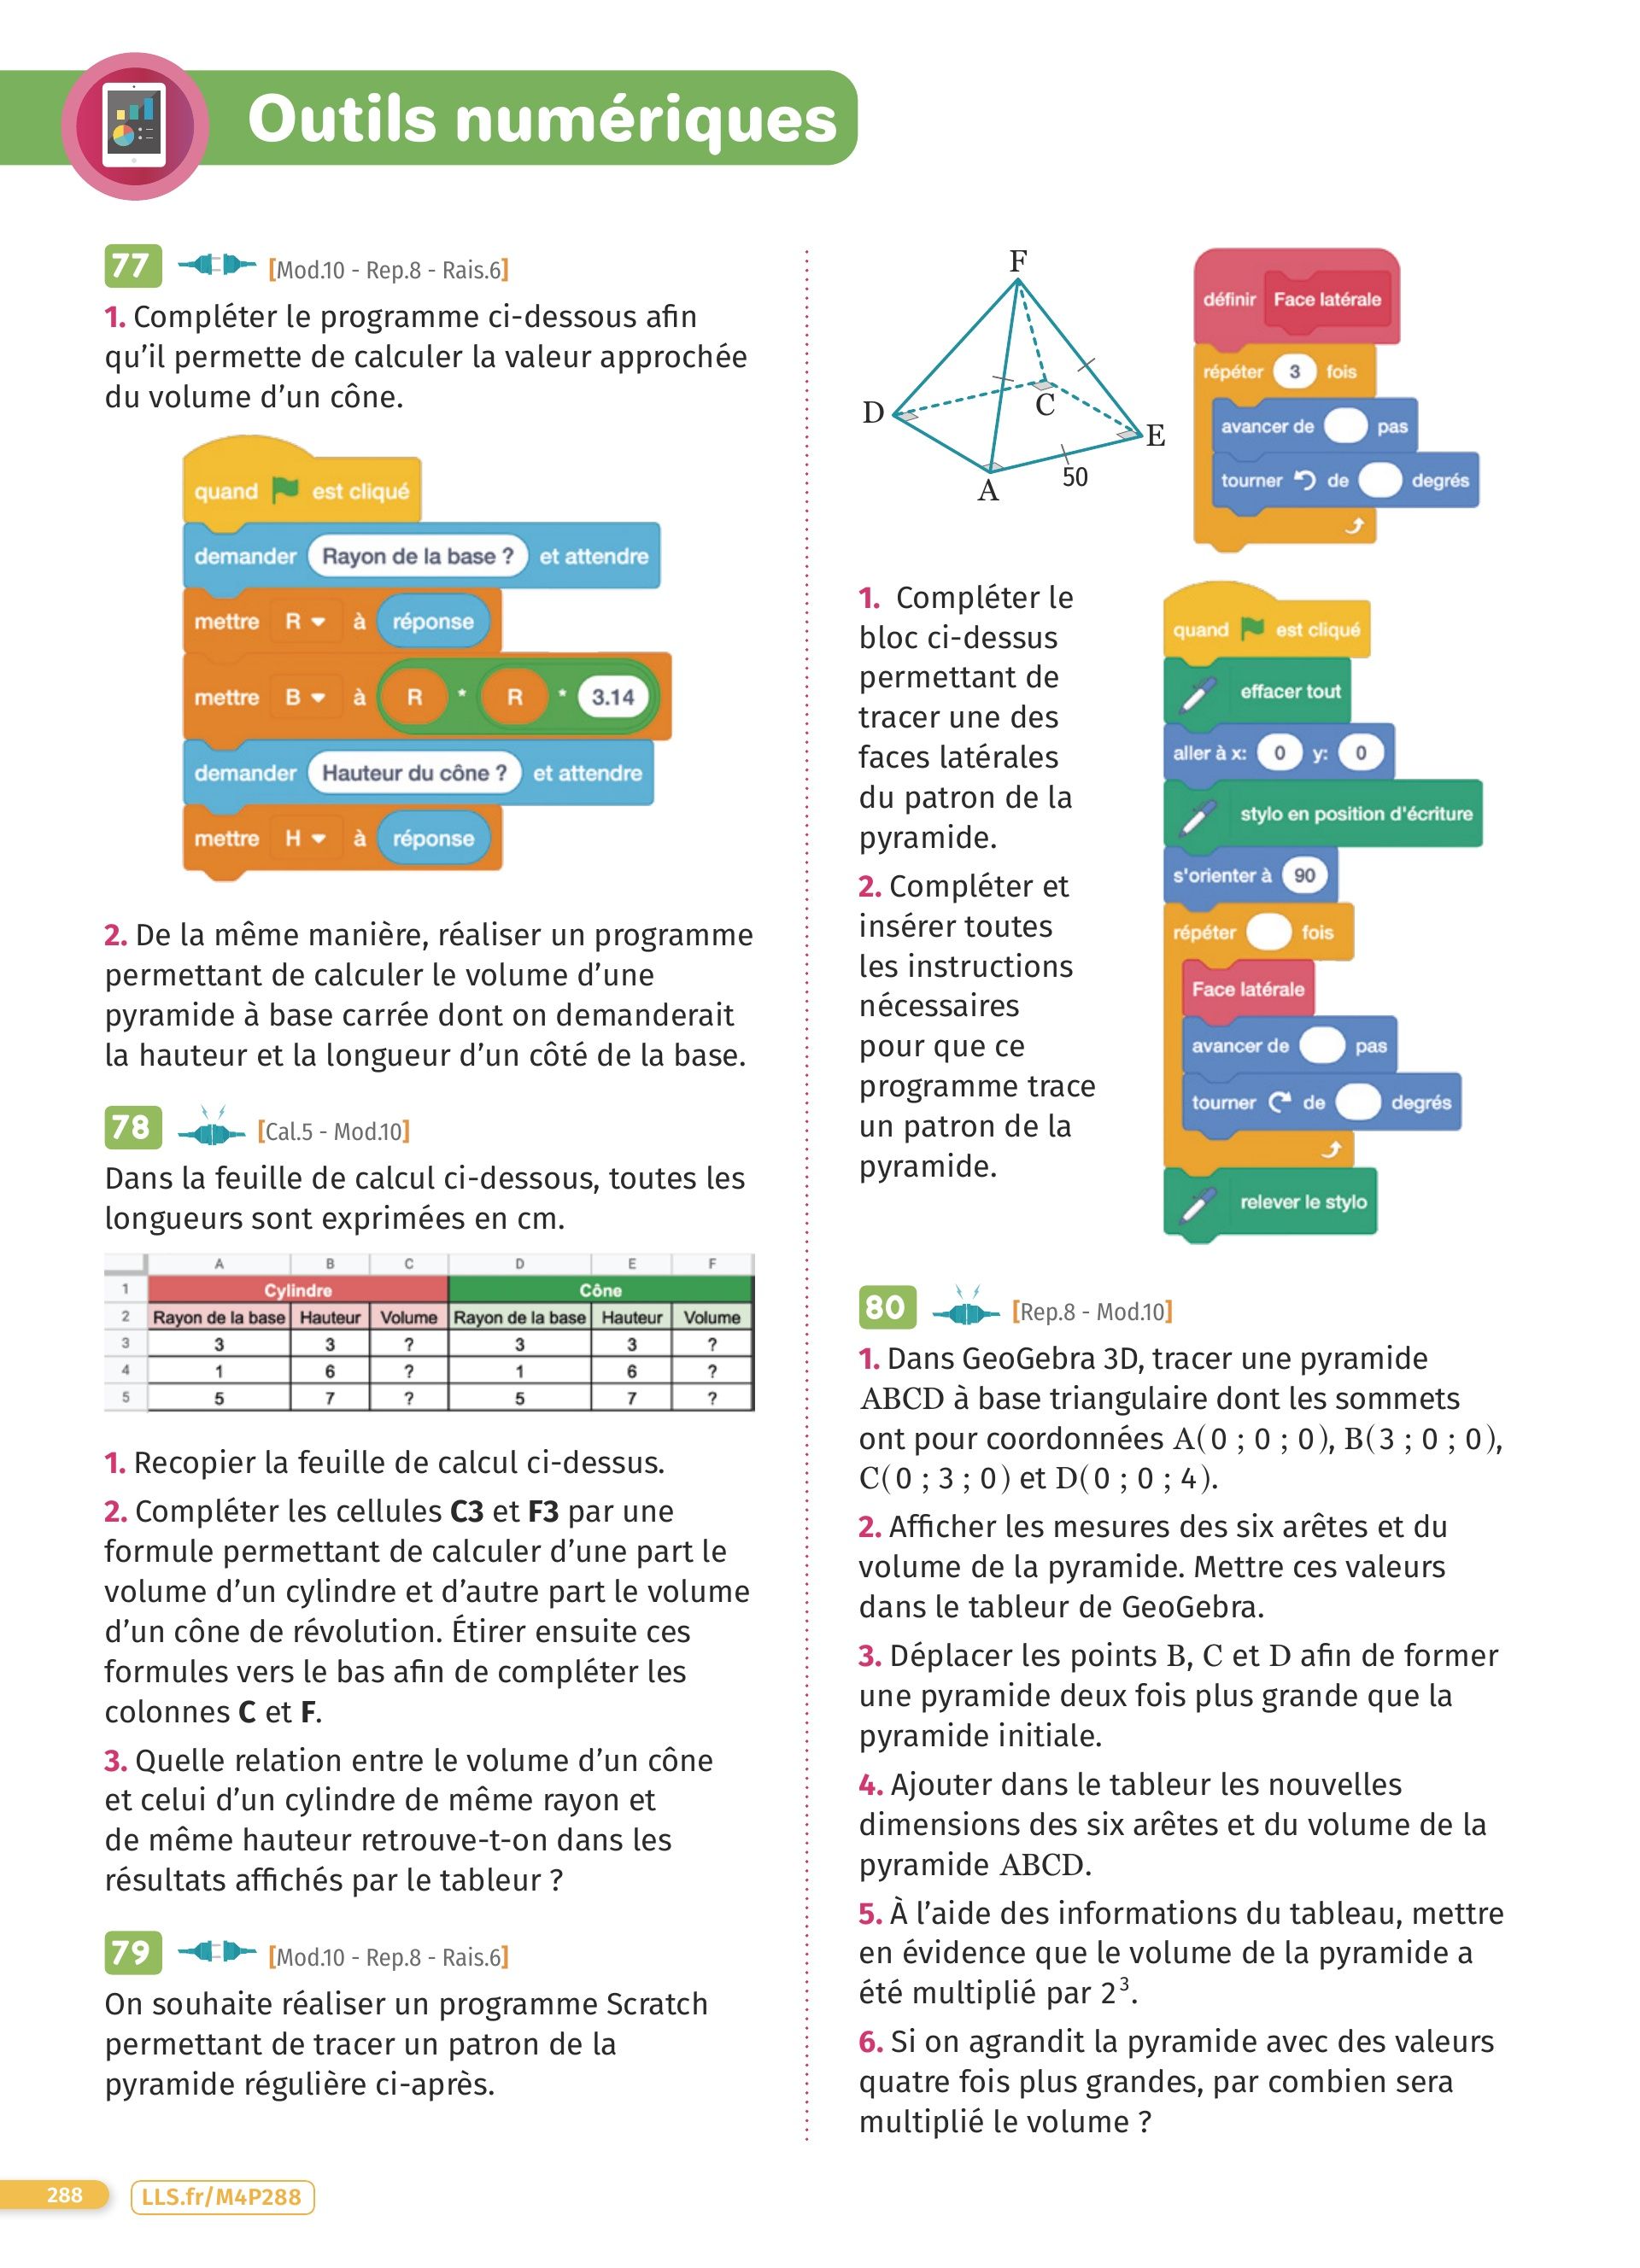 Outils numériques
77 [Mod.10 - Rep.8 - Rais.6]
1. Compléter le programme ci-dessous afin
qu’il permette de calculer la valeur approchée
du volume d’un cône.
quand est cliqué
demander Rayon de la base ? et attendre
mettre R à réponse
mettre B à R * R * 3.14
demander Hauteur du cône ? et attendre
mettre H à réponse
2. De la même manière, réaliser un programme
permettant de calculer le volume d’une
pyramide à base carrée dont on demanderait
la hauteur et la longueur d’un côté de la base.
78 [Cal.5 - Mod.10]
Dans la feuille de calcul ci-dessous, toutes les
longueurs sont exprimées en cm.
A B C D E F
1 Cylindre Cône
2 Rayon de la base Hauteur Volume Rayon de la base Hauteur Volume
3 3 3 ? 3 3 ?
4 1 6 ? 1 6 ?
5 5 7 ? 5 7 ?
1. Recopier la feuille de calcul ci-dessus.
2. Compléter les cellules C3 et F3 par une
formule permettant de calculer d’une part le
volume d’un cylindre et d’autre part le volume
d’un cône de révolution. Étirer ensuite ces
formules vers le bas afin de compléter les
colonnes C et F.
3. Quelle relation entre le volume d’un cône
et celui d’un cylindre de même rayon et
de même hauteur retrouve-t-on dans les
résultats affichés par le tableur ?
79 [Mod.10 - Rep.8 - Rais.6]
On souhaite réaliser un programme Scratch
permettant de tracer un patron de la
pyramide régulière ci-après.
F
D
C
E
A
50
définir Face latérale
répéter 3 fois
avancer de pas
tourner de degrés
1. Compléter le
bloc ci-dessus
permettant de
tracer une des
faces latérales
du patron de la
pyramide.
2. Compléter et
insérer toutes
les instructions
nécessaires
pour que ce
programme trace
un patron de la
pyramide.
quand est cliqué
effacer tout
aller à x: 0 y: 0
stylo en position d'écriture
s'orienter à 90
répéter fois
Face latérale
avancer de pas
tourner de degrés
relever le stylo
80 [Rep.8 - Mod.10]
1. Dans GeoGebra 3D, tracer une pyramide
ABCD à base triangulaire dont les sommets
ont pour coordonnées A(0 ; 0 ; 0), B(3 ; 0 ; 0),
C(0 ; 3 ; 0) et D(0 ; 0 ; 4).
2. Afficher les mesures des six arêtes et du
volume de la pyramide. Mettre ces valeurs
dans le tableur de GeoGebra.
3. Déplacer les points B, C et D afin de former
une pyramide deux fois plus grande que la
pyramide initiale.
4. Ajouter dans le tableur les nouvelles
dimensions des six arêtes et du volume de la
pyramide ABCD.
5. À l’aide des informations du tableau, mettre
en évidence que le volume de la pyramide a
été multiplié par 2³.
6. Si on agrandit la pyramide avec des valeurs
quatre fois plus grandes, par combien sera
multiplié le volume ?
288
LLS.fr/M4P288